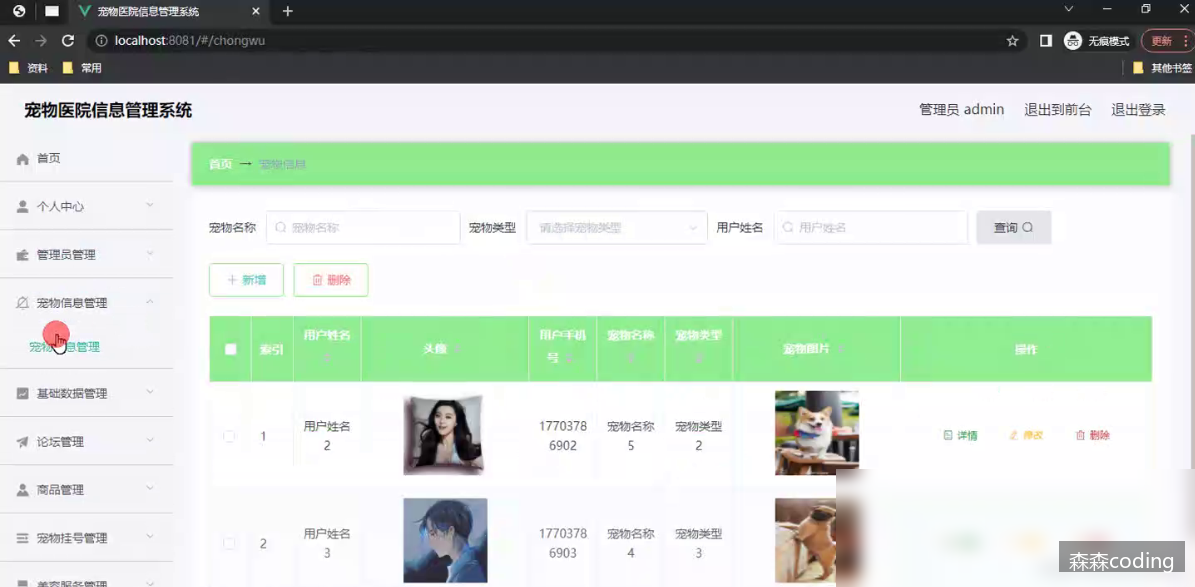 宠物医院信息管理系统
localhost:8081/#/chongwu
无痕模式
更新
资料
常用
其他书签
宠物医院信息管理系统
管理员 admin
退出到前台
退出登录
首页
个人中心
管理员管理
宠物信息管理
宠物信息管理
基础数据管理
论坛管理
商品管理
宠物挂号管理
美容服务管理
首页 → 宠物信息
宠物名称
宠物名称
宠物类型
请选择宠物类型
用户姓名
用户姓名
查询
新增
删除
索引
用户姓名
头像
用户手机
号
宠物名称
宠物类型
宠物图片
操作
1
用户姓名
2
1770378
6902
宠物名称
5
宠物类型
2
详情
修改
删除
2
用户姓名
3
1770378
6903
宠物名称
4
宠物类型
3
森森coding